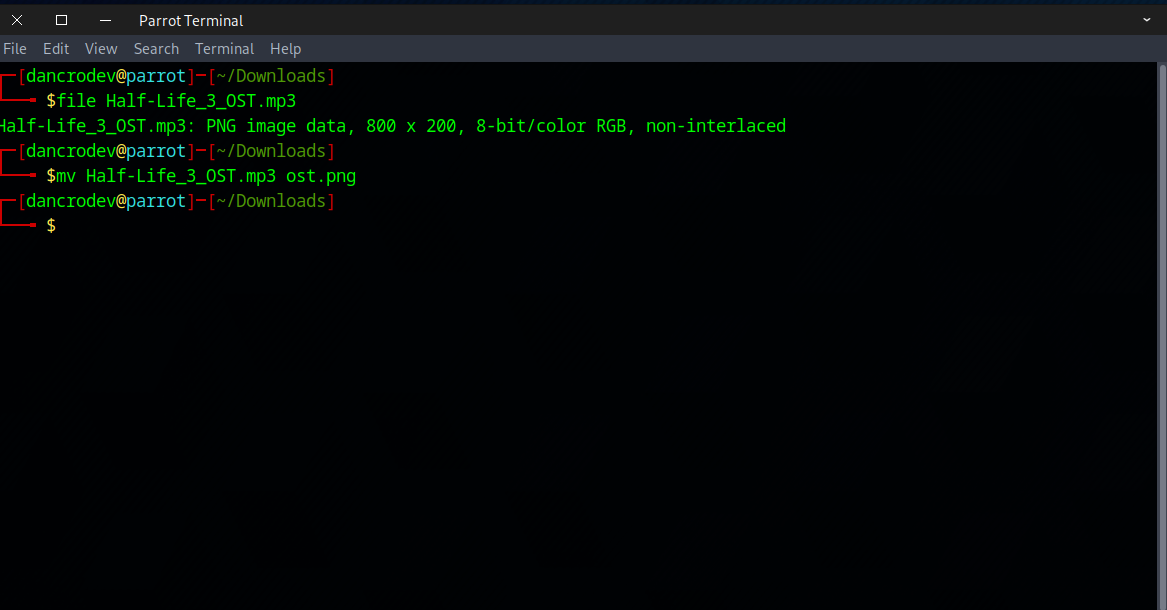 Parrot Terminal
File Edit View Search Terminal Help
[dancrodev@parrot]─[~/Downloads]
$file Half-Life_3_OST.mp3
Half-Life_3_OST.mp3: PNG image data, 800 x 200, 8-bit/color RGB, non-interlaced
[dancrodev@parrot]─[~/Downloads]
$mv Half-Life_3_OST.mp3 ost.png
[dancrodev@parrot]─[~/Downloads]
$